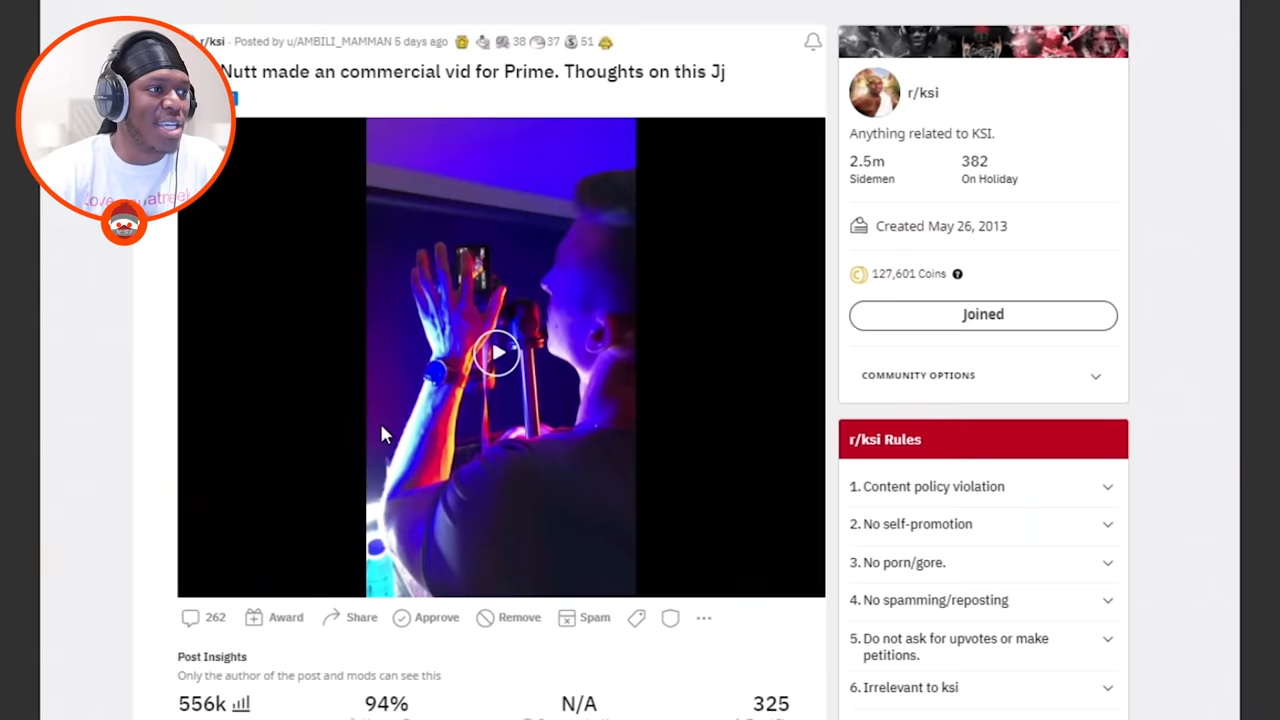 r/ksi · Posted by u/AMBILI_MAMMAN 5 days ago 38 37 51
Nutt made an commercial vid for Prime. Thoughts on this Jj
r/ksi
Anything related to KSI.
2.5m 382
Sidemen On Holiday
Created May 26, 2013
127,601 Coins
Joined
COMMUNITY OPTIONS
r/ksi Rules
1. Content policy violation
2. No self-promotion
3. No porn/gore.
4. No spamming/reposting
5. Do not ask for upvotes or make
petitions.
6. Irrelevant to ksi
262 Award Share Approve Remove Spam
Post Insights
Only the author of the post and mods can see this
556k 94% N/A 325